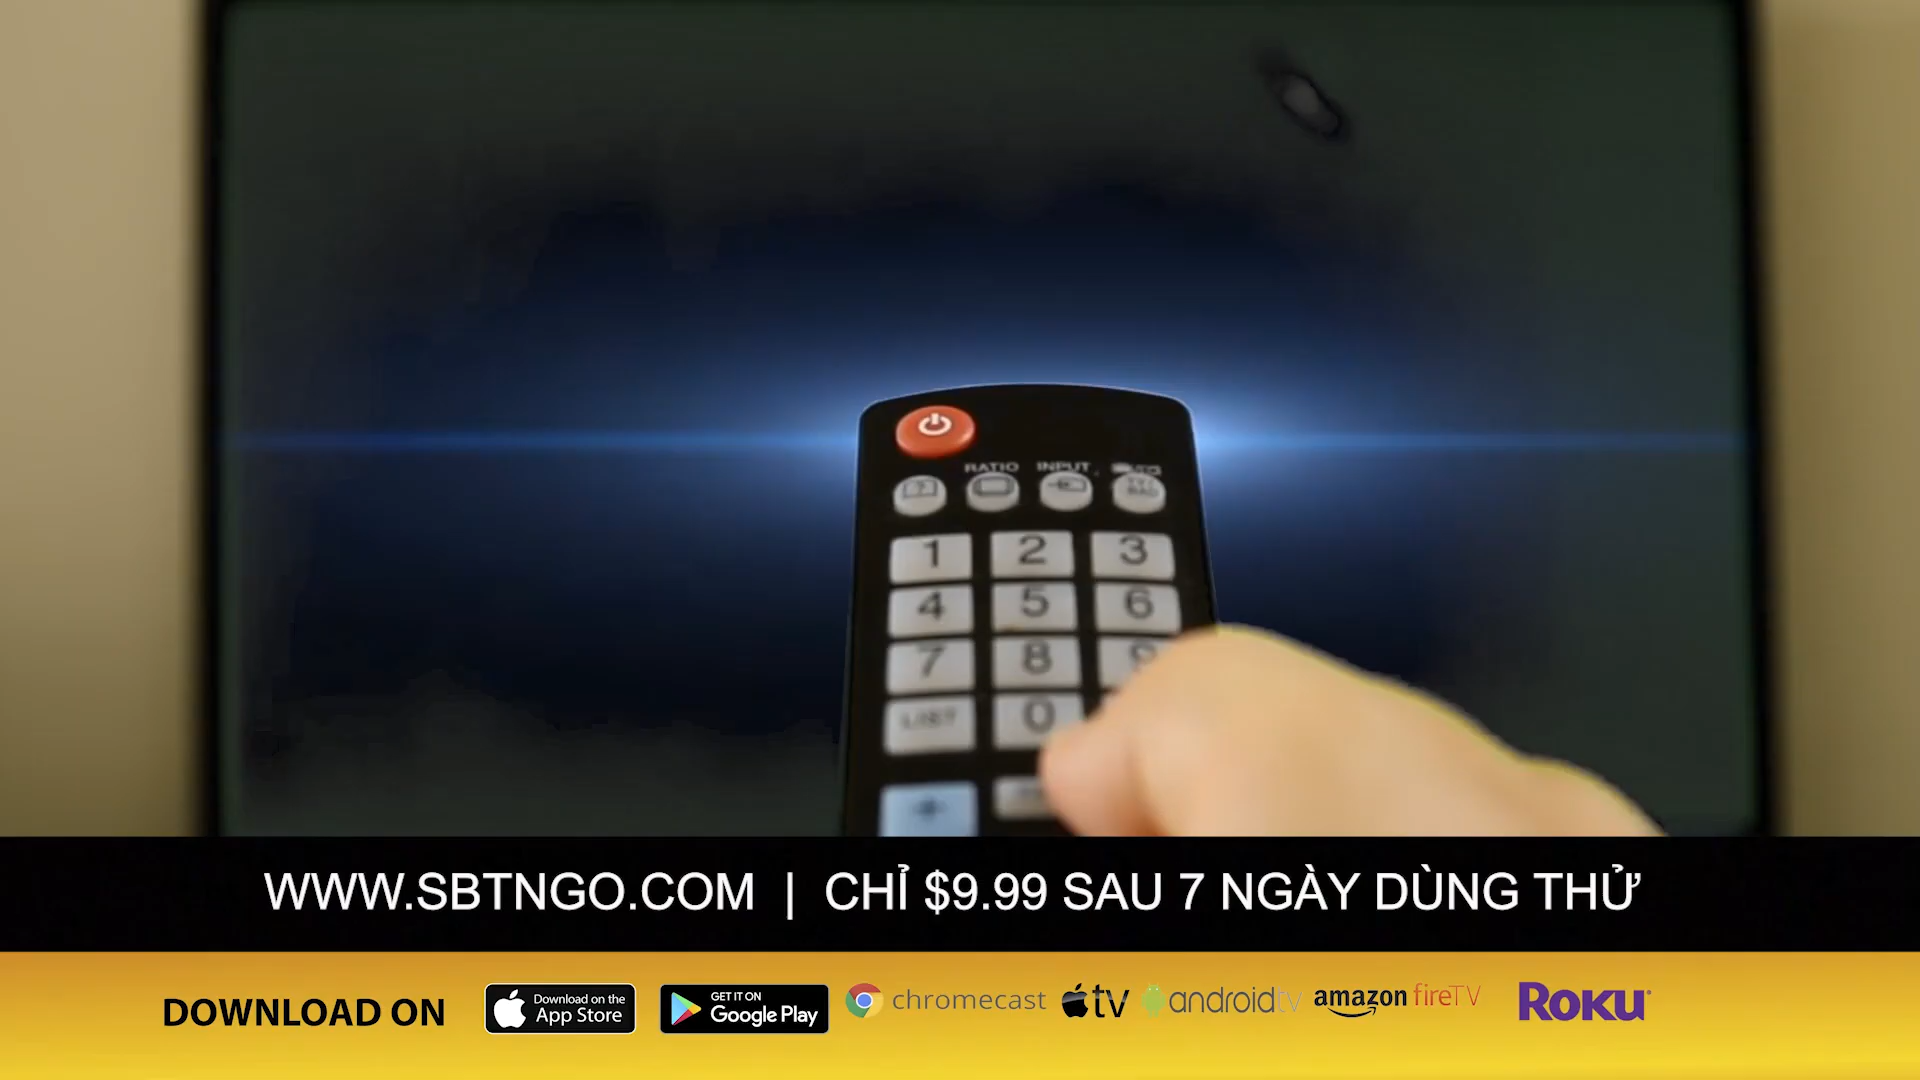 RATIO INPUT
1 2 3
4 5 6
7 8 9
LIST 0
WWW.SBTNGO.COM | CHỈ $9.99 SAU 7 NGÀY DÙNG THỬ
DOWNLOAD ON
Download on the
App Store
GET IT ON
Google Play
chromecast
tv
androidtv
amazon fireTV
ROKU